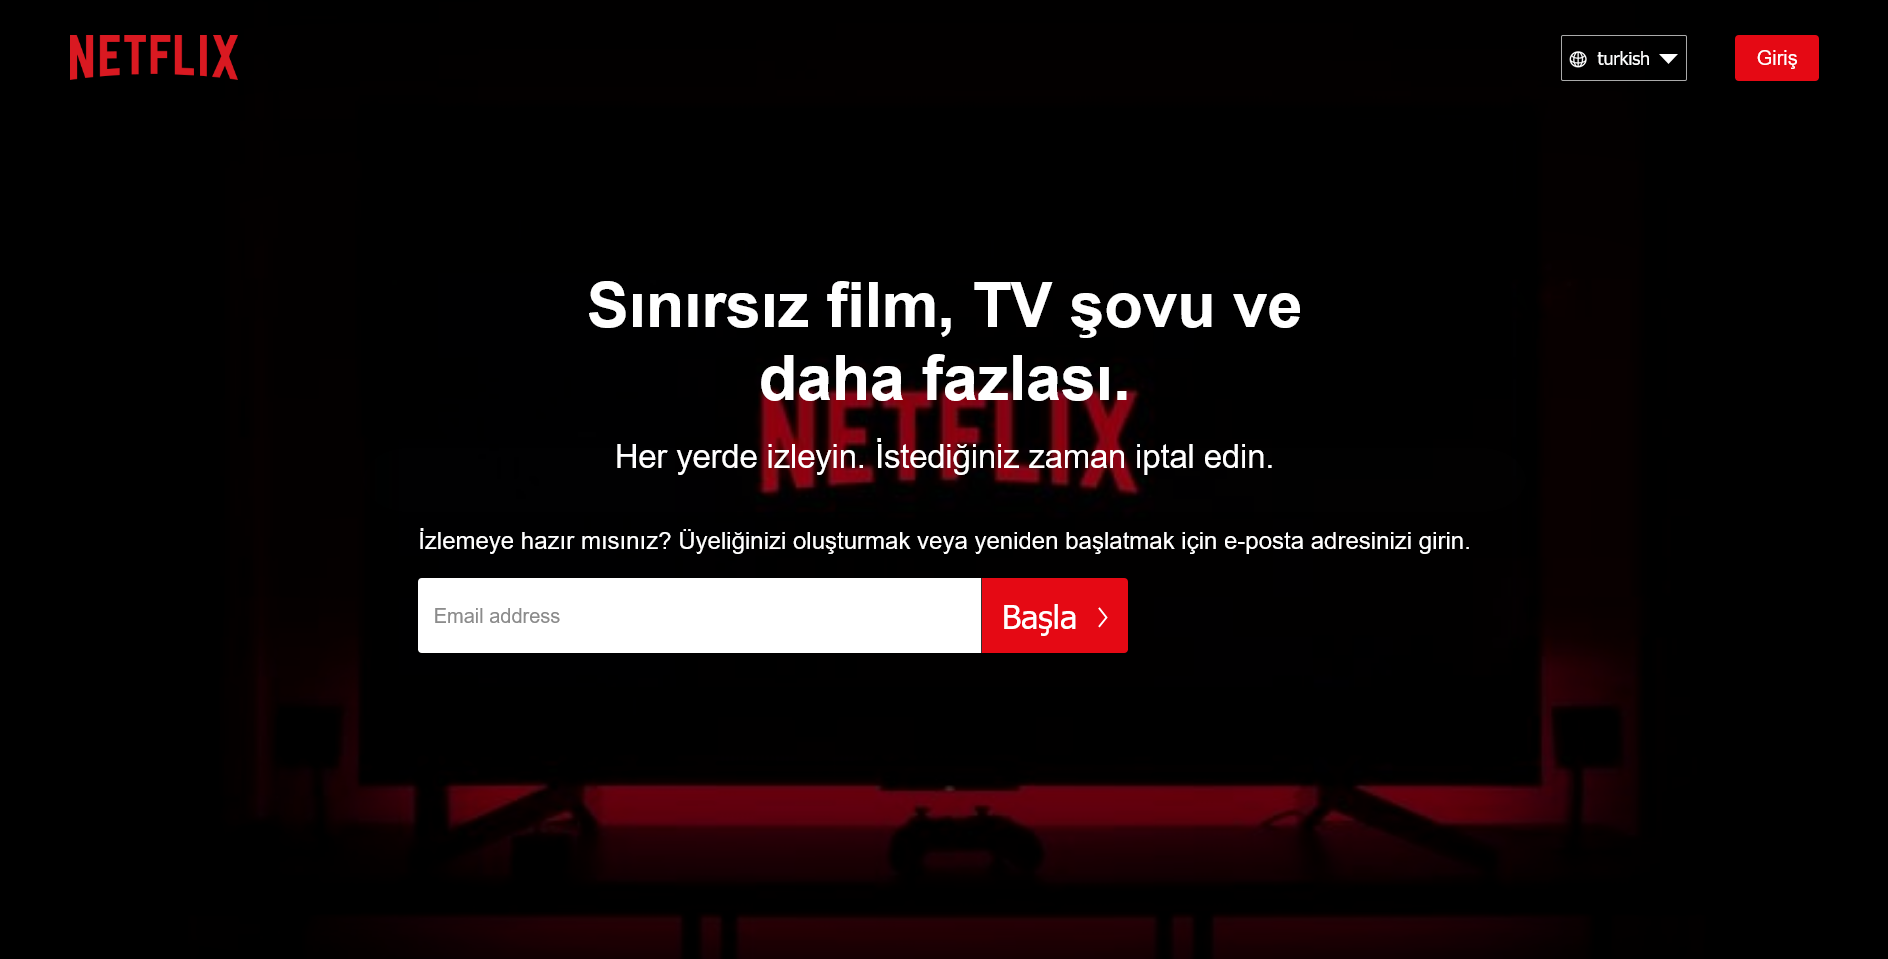 NETFLIX
turkish
Giriş
Sınırsız film, TV şovu ve
daha fazlası.
NETFLIX
Her yerde izleyin. İstediğiniz zaman iptal edin.
İzlemeye hazır mısınız? Üyeliğinizi oluşturmak veya yeniden başlatmak için e-posta adresinizi girin.
Email address
Başla